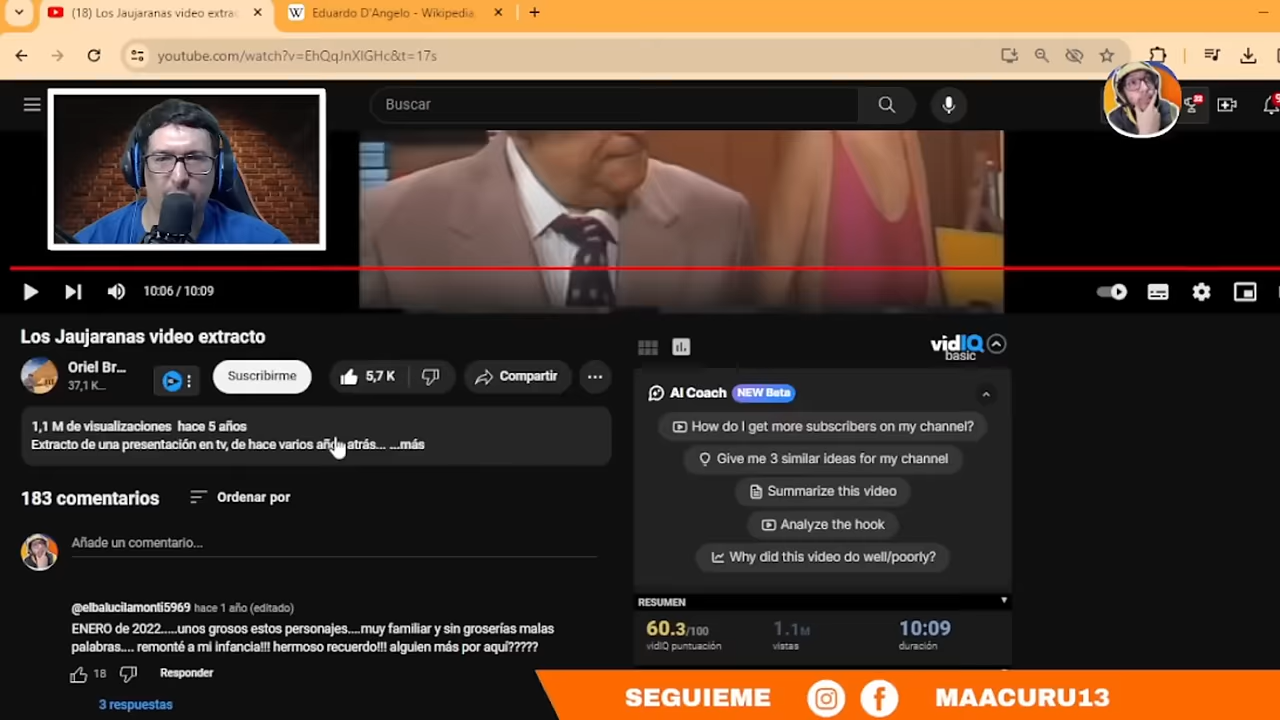 (18) Los Jaujaranas video extrac
Eduardo D'Angelo - Wikipedia
youtube.com/watch?v=EhQqJnXlGHc&t=17s
Buscar
10:06 / 10:09
Los Jaujaranas video extracto
Oriel Br...
37,1 K...
Suscribirme
5,7 K
Compartir
1,1 M de visualizaciones hace 5 años
Extracto de una presentación en tv, de hace varios años atrás... ...más
183 comentarios
Ordenar por
Añade un comentario...
@elbalucilamonti5969 hace 1 año (editado)
ENERO de 2022.....unos grosos estos personajes....muy familiar y sin groserías malas
palabras.... remonté a mi infancia!!! hermoso recuerdo!!! alguien más por aquí?????
18
Responder
3 respuestas
vidIQ
basic
AI Coach NEW Beta
How do I get more subscribers on my channel?
Give me 3 similar ideas for my channel
Summarize this video
Analyze the hook
Why did this video do well/poorly?
RESUMEN
60.3/100
vidIQ puntuación
1.1M
vistas
10:09
duración
SEGUIEME
MAACURU13